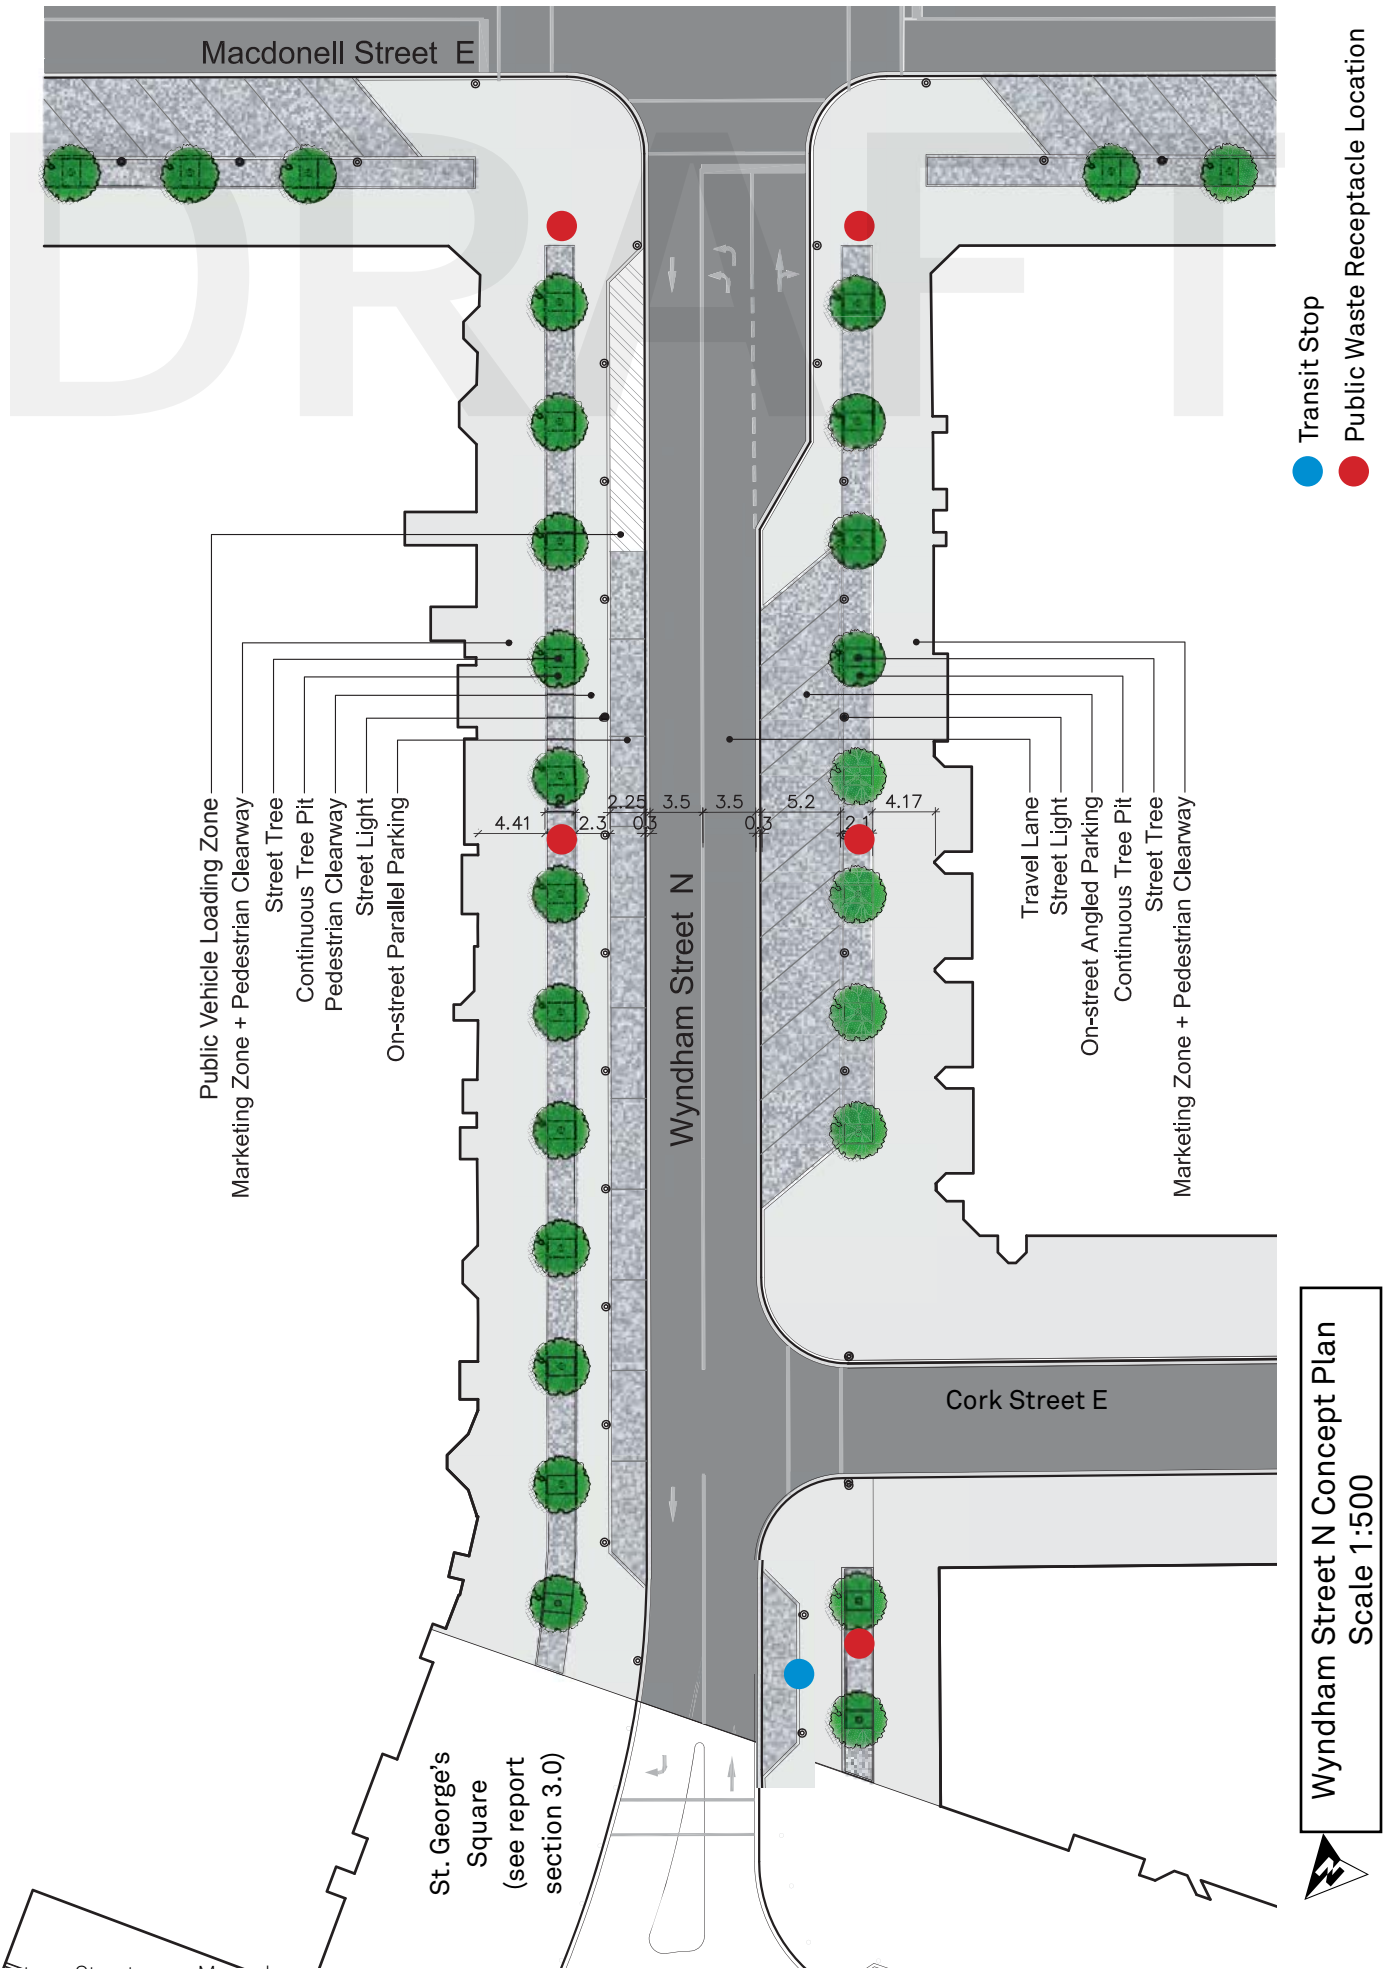 DRAFT
Macdonell Street E
Transit Stop
Public Waste Receptacle Location
Public Vehicle Loading Zone
Marketing Zone + Pedestrian Clearway
Street Tree
Continuous Tree Pit
Pedestrian Clearway
Street Light
On-street Parallel Parking
4.41
2
2.3
2.25
0.3
3.5
3.5
0.3
5.2
2.1
4.17
Wyndham Street N
Travel Lane
Street Light
On-street Angled Parking
Continuous Tree Pit
Street Tree
Marketing Zone + Pedestrian Clearway
Cork Street E
St. George's
Square
(see report
section 3.0)
Wyndham Street N Concept Plan
Scale 1:500
N